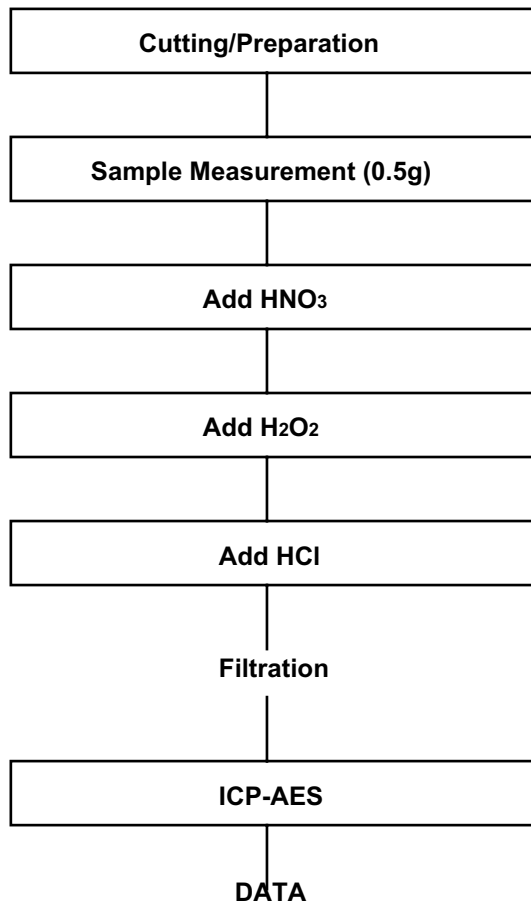 Cutting/Preparation
Sample Measurement (0.5g)
Add HNO3
Add H2O2
Add HCl
Filtration
ICP-AES
DATA